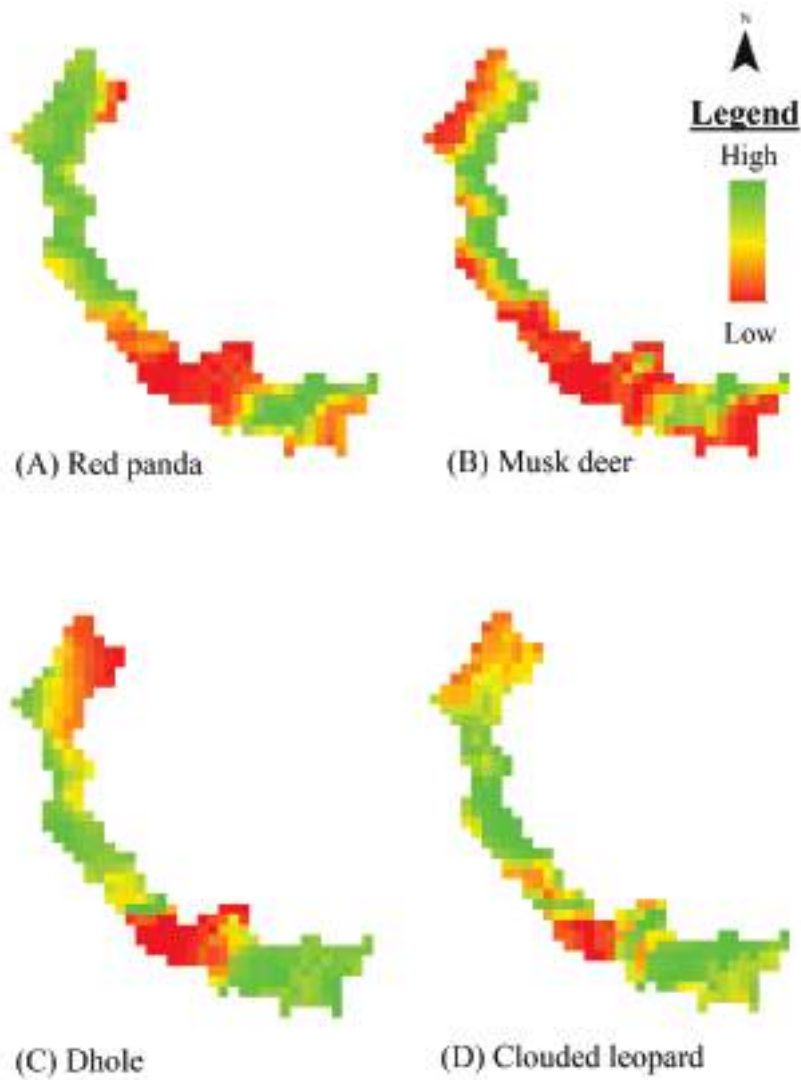 N
Legend
High
Low
(A) Red panda
(B) Musk deer
(C) Dhole
(D) Clouded leopard